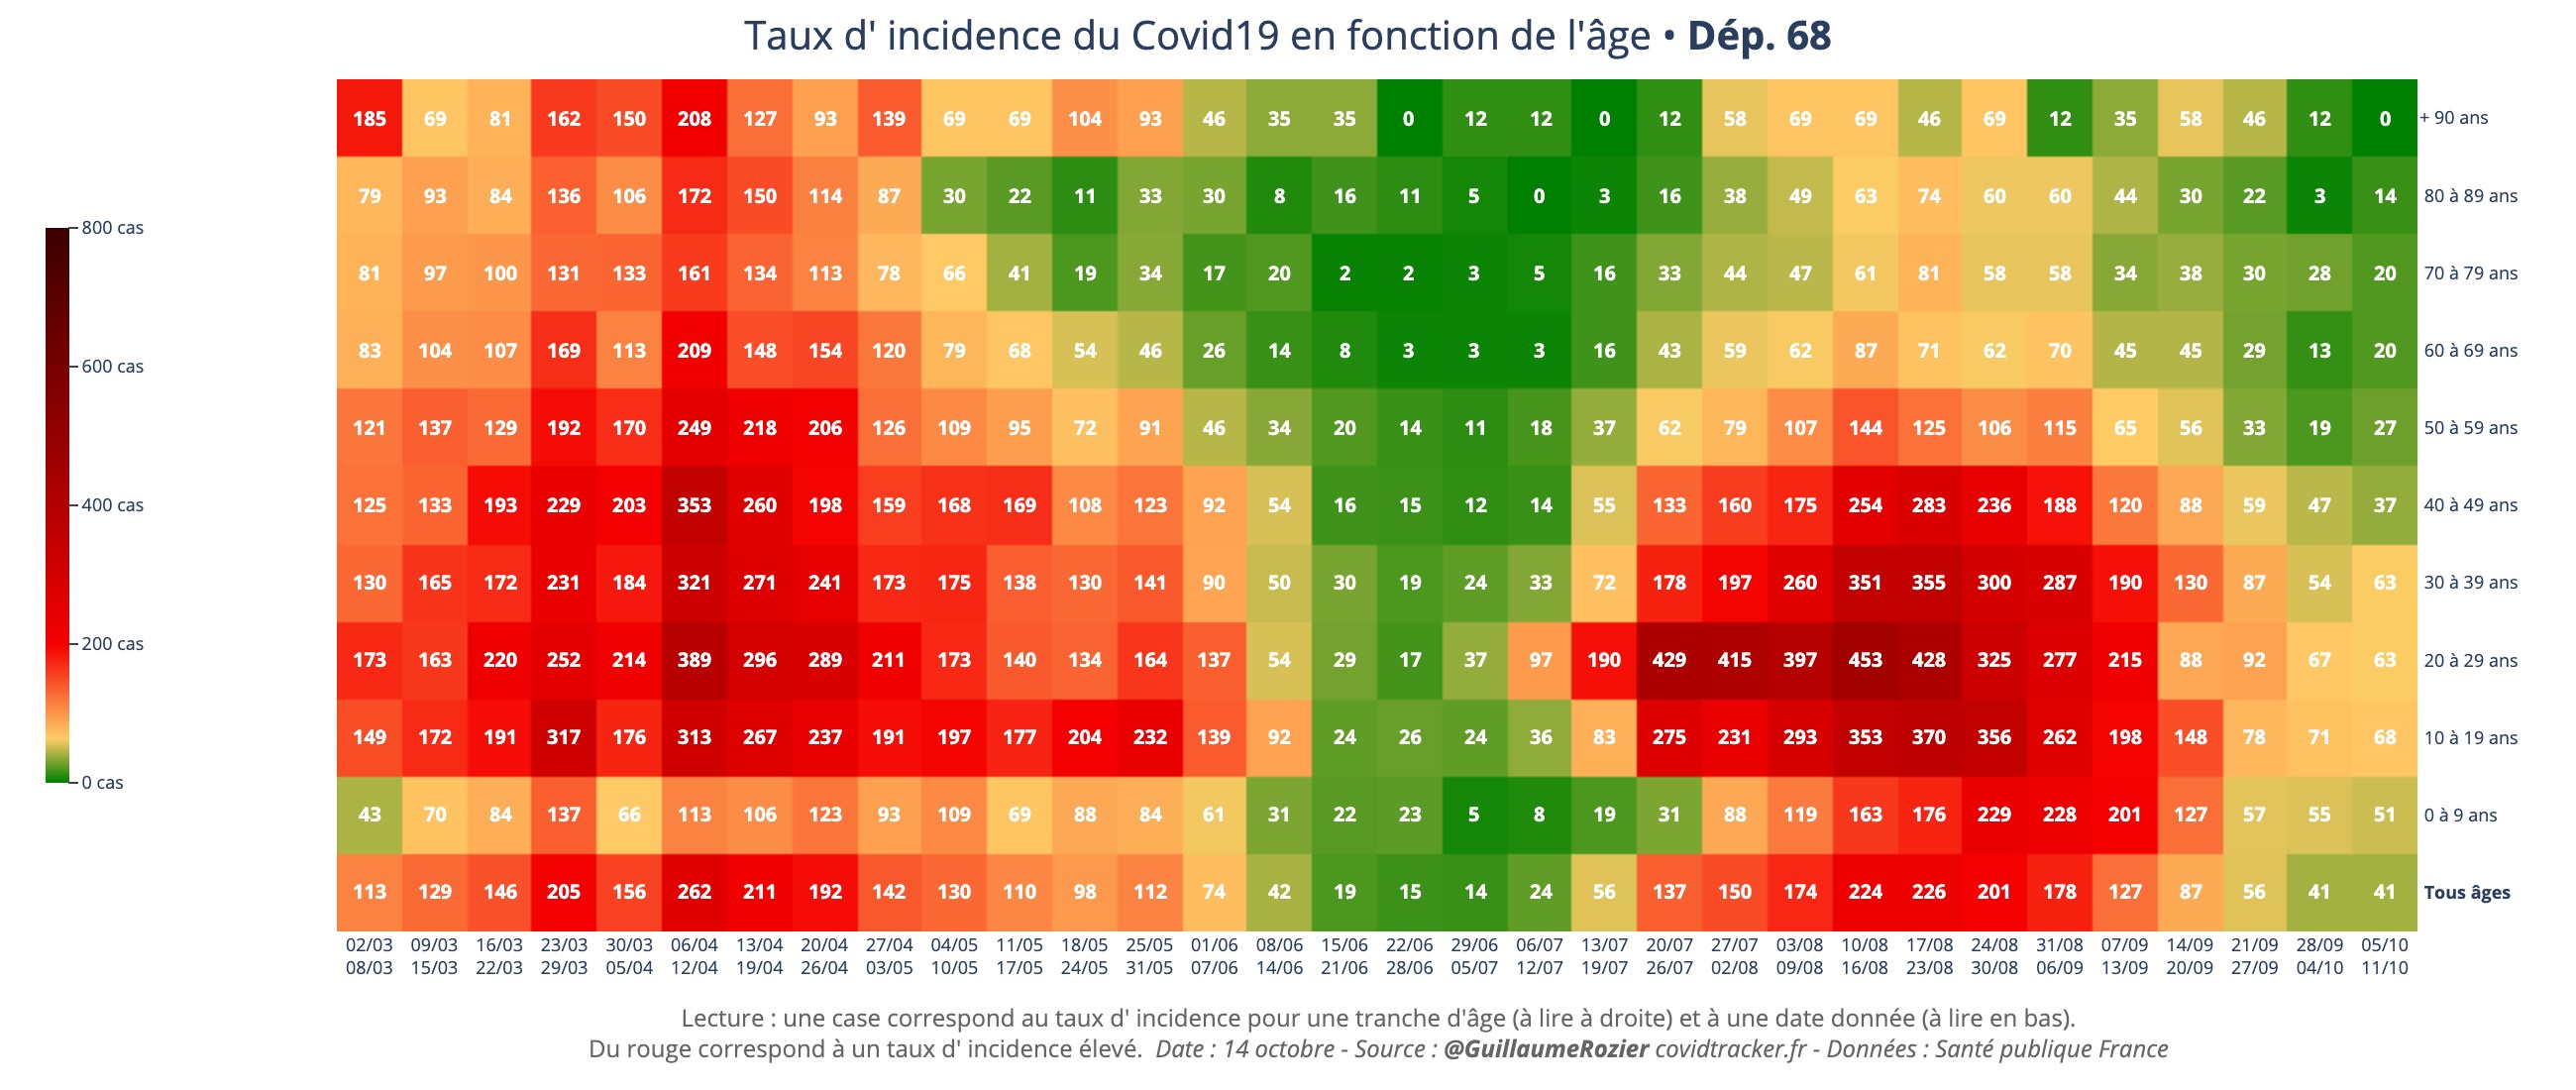 Taux d' incidence du Covid19 en fonction de l'âge • Dép. 68
185 69 81 162 150 208 127 93 139 69 69 104 93 46 35 35 0 12 12 0 12 58 69 69 46 69 12 35 58 46 12 0 + 90 ans
79 93 84 136 106 172 150 114 87 30 22 11 33 30 8 16 11 5 0 3 16 38 49 63 74 60 60 44 30 22 3 14 80 à 89 ans
81 97 100 131 133 161 134 113 78 66 41 19 34 17 20 2 2 3 5 16 33 44 47 61 81 58 58 34 38 30 28 20 70 à 79 ans
83 104 107 169 113 209 148 154 120 79 68 54 46 26 14 8 3 3 3 16 43 59 62 87 71 62 70 45 45 29 13 20 60 à 69 ans
121 137 129 192 170 249 218 206 126 109 95 72 91 46 34 20 14 11 18 37 62 79 107 144 125 106 115 65 56 33 19 27 50 à 59 ans
125 133 193 229 203 353 260 198 159 168 169 108 123 92 54 16 15 12 14 55 133 160 175 254 283 236 188 120 88 59 47 37 40 à 49 ans
130 165 172 231 184 321 271 241 173 175 138 130 141 90 50 30 19 24 33 72 178 197 260 351 355 300 287 190 130 87 54 63 30 à 39 ans
173 163 220 252 214 389 296 289 211 173 140 134 164 137 54 29 17 37 97 190 429 415 397 453 428 325 277 215 88 92 67 63 20 à 29 ans
149 172 191 317 176 313 267 237 191 197 177 204 232 139 92 24 26 24 36 83 275 231 293 353 370 356 262 198 148 78 71 68 10 à 19 ans
43 70 84 137 66 113 106 123 93 109 69 88 84 61 31 22 23 5 8 19 31 88 119 163 176 229 228 201 127 57 55 51 0 à 9 ans
113 129 146 205 156 262 211 192 142 130 110 98 112 74 42 19 15 14 24 56 137 150 174 224 226 201 178 127 87 56 41 41 Tous âges
02/03 09/03 16/03 23/03 30/03 06/04 13/04 20/04 27/04 04/05 11/05 18/05 25/05 01/06 08/06 15/06 22/06 29/06 06/07 13/07 20/07 27/07 03/08 10/08 17/08 24/08 31/08 07/09 14/09 21/09 28/09 05/10
08/03 15/03 22/03 29/03 05/04 12/04 19/04 26/04 03/05 10/05 17/05 24/05 31/05 07/06 14/06 21/06 28/06 05/07 12/07 19/07 26/07 02/08 09/08 16/08 23/08 30/08 06/09 13/09 20/09 27/09 04/10 11/10
800 cas
600 cas
400 cas
200 cas
0 cas
Lecture : une case correspond au taux d' incidence pour une tranche d'âge (à lire à droite) et à une date donnée (à lire en bas).
Du rouge correspond à un taux d' incidence élevé. Date : 14 octobre - Source : @GuillaumeRozier covidtracker.fr - Données : Santé publique France